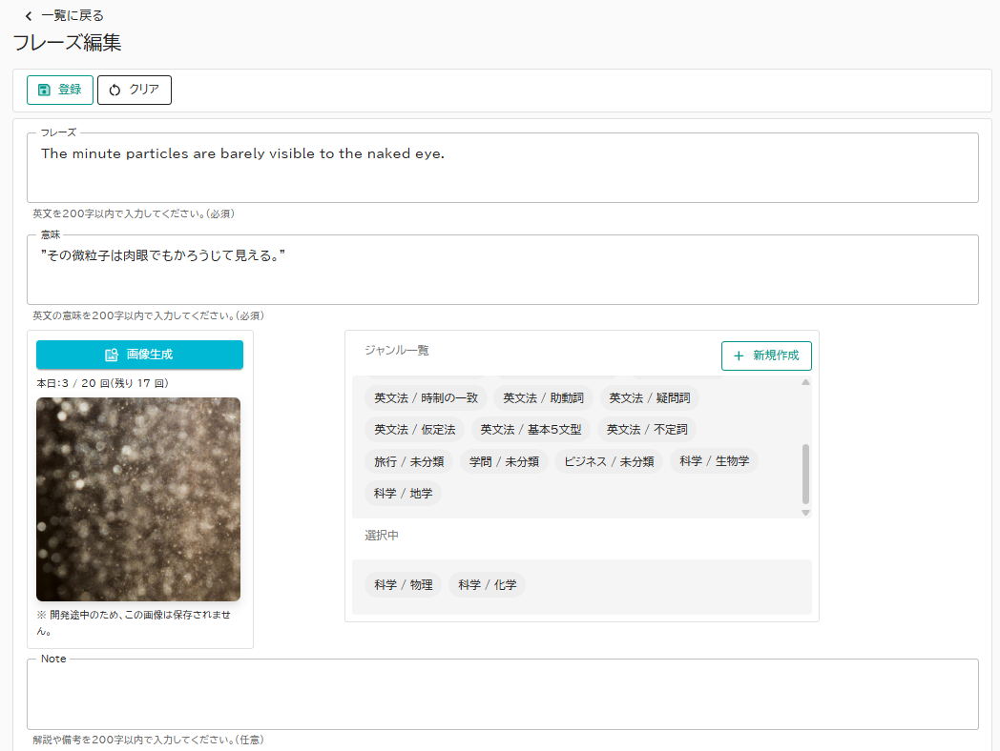 一覧に戻る
フレーズ編集
登録 クリア
フレーズ
The minute particles are barely visible to the naked eye.
英文を200字以内で入力してください。(必須)
意味
”その微粒子は肉眼でもかろうじて見える。”
英文の意味を200字以内で入力してください。(必須)
画像生成
本日:3 / 20 回(残り 17 回)
※ 開発途中のため、この画像は保存されませ
ん。
ジャンル一覧
+ 新規作成
英文法 / 時制の一致 英文法 / 助動詞 英文法 / 疑問詞
英文法 / 仮定法 英文法 / 基本5文型 英文法 / 不定詞
旅行 / 未分類 学問 / 未分類 ビジネス / 未分類 科学 / 生物学
科学 / 地学
選択中
科学 / 物理 科学 / 化学
Note
解説や備考を200字以内で入力してください。(任意)